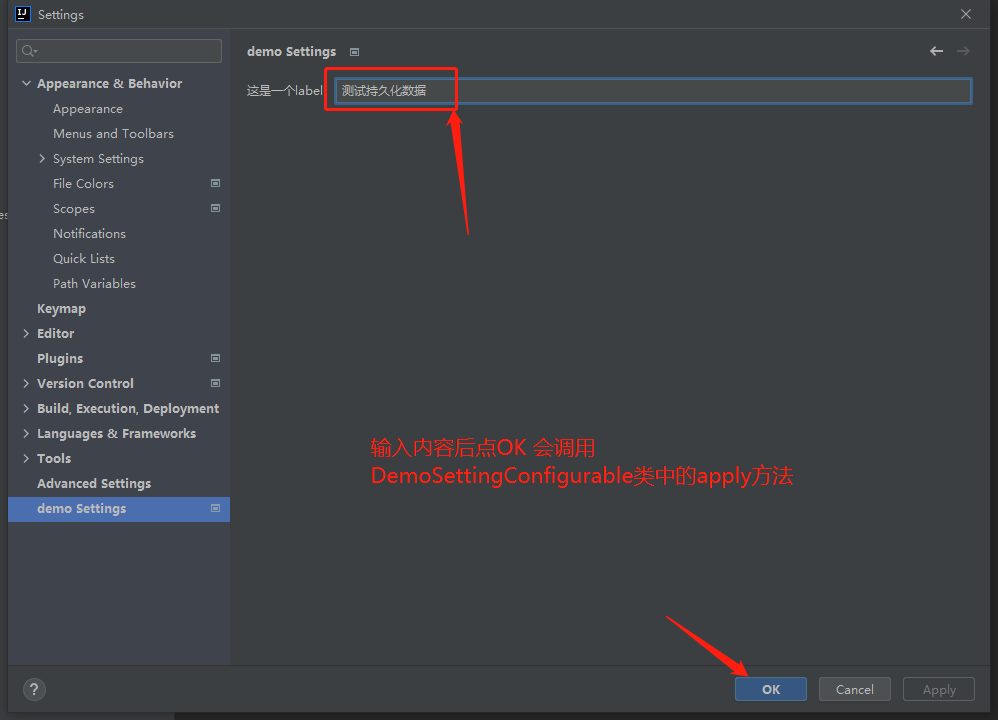 Settings
demo Settings
这是一个label
测试持久化数据
Appearance & Behavior
Appearance
Menus and Toolbars
System Settings
File Colors
Scopes
Notifications
Quick Lists
Path Variables
Keymap
Editor
Plugins
Version Control
Build, Execution, Deployment
Languages & Frameworks
Tools
Advanced Settings
demo Settings
输入内容后点OK 会调用
DemoSettingConfigurable类中的apply方法
?
OK
Cancel
Apply